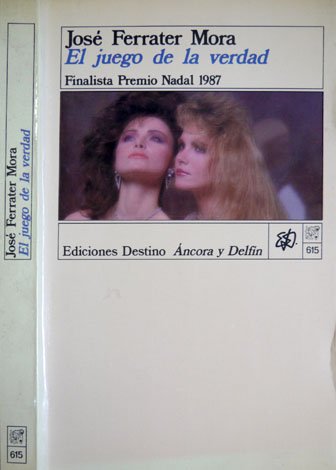 José Ferrater Mora
El juego de la verdad
Finalista Premio Nadal 1987
Ediciones Destino Áncora y Delfín
615
José Ferrater Mora
El juego de la verdad
615